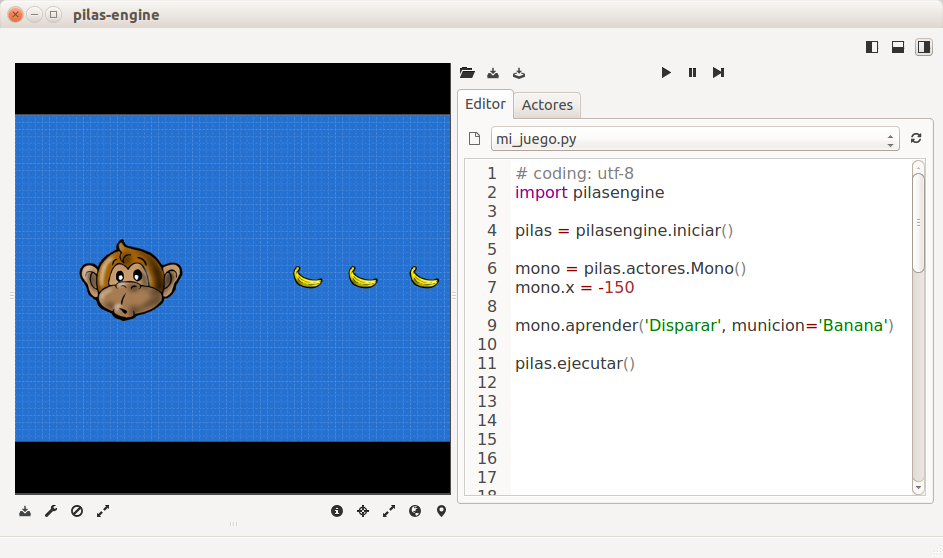 pilas-engine
Editor
Actores
mi_juego.py
1 # coding: utf-8
2 import pilasengine
3
4 pilas = pilasengine.iniciar()
5
6 mono = pilas.actores.Mono()
7 mono.x = -150
8
9 mono.aprender('Disparar', municion='Banana')
10
11 pilas.ejecutar()
12
13
14
15
16
17
18